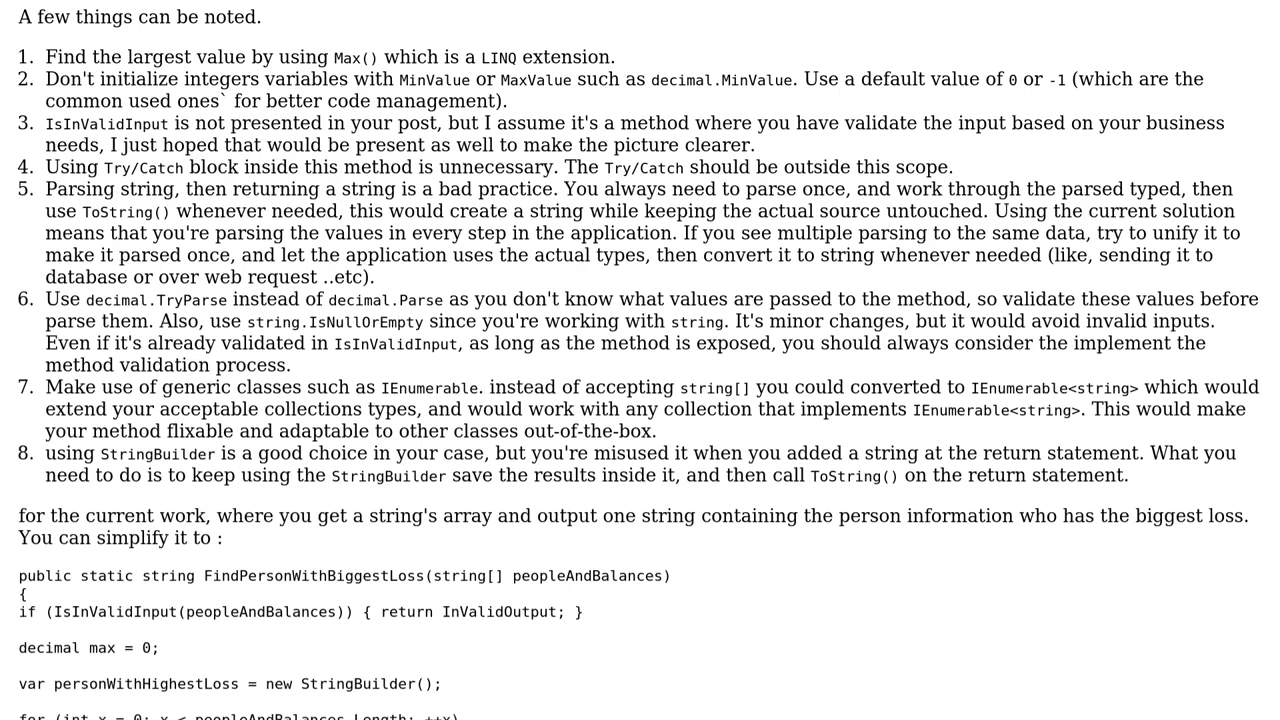 A few things can be noted.
1. Find the largest value by using Max() which is a LINQ extension.
2. Don't initialize integers variables with MinValue or MaxValue such as decimal.MinValue. Use a default value of 0 or -1 (which are the
common used ones` for better code management).
3. IsInValidInput is not presented in your post, but I assume it's a method where you have validate the input based on your business
needs, I just hoped that would be present as well to make the picture clearer.
4. Using Try/Catch block inside this method is unnecessary. The Try/Catch should be outside this scope.
5. Parsing string, then returning a string is a bad practice. You always need to parse once, and work through the parsed typed, then
use ToString() whenever needed, this would create a string while keeping the actual source untouched. Using the current solution
means that you're parsing the values in every step in the application. If you see multiple parsing to the same data, try to unify it to
make it parsed once, and let the application uses the actual types, then convert it to string whenever needed (like, sending it to
database or over web request ..etc).
6. Use decimal.TryParse instead of decimal.Parse as you don't know what values are passed to the method, so validate these values before
parse them. Also, use string.IsNullOrEmpty since you're working with string. It's minor changes, but it would avoid invalid inputs.
Even if it's already validated in IsInValidInput, as long as the method is exposed, you should always consider the implement the
method validation process.
7. Make use of generic classes such as IEnumerable. instead of accepting string[] you could converted to IEnumerable<string> which would
extend your acceptable collections types, and would work with any collection that implements IEnumerable<string>. This would make
your method flixable and adaptable to other classes out-of-the-box.
8. using StringBuilder is a good choice in your case, but you're misused it when you added a string at the return statement. What you
need to do is to keep using the StringBuilder save the results inside it, and then call ToString() on the return statement.
for the current work, where you get a string's array and output one string containing the person information who has the biggest loss.
You can simplify it to :
public static string FindPersonWithBiggestLoss(string[] peopleAndBalances)
{
if (IsInValidInput(peopleAndBalances)) { return InValidOutput; }
decimal max = 0;
var personWithHighestLoss = new StringBuilder();
for (int x = 0; x < peopleAndBalances.Length; ++x)